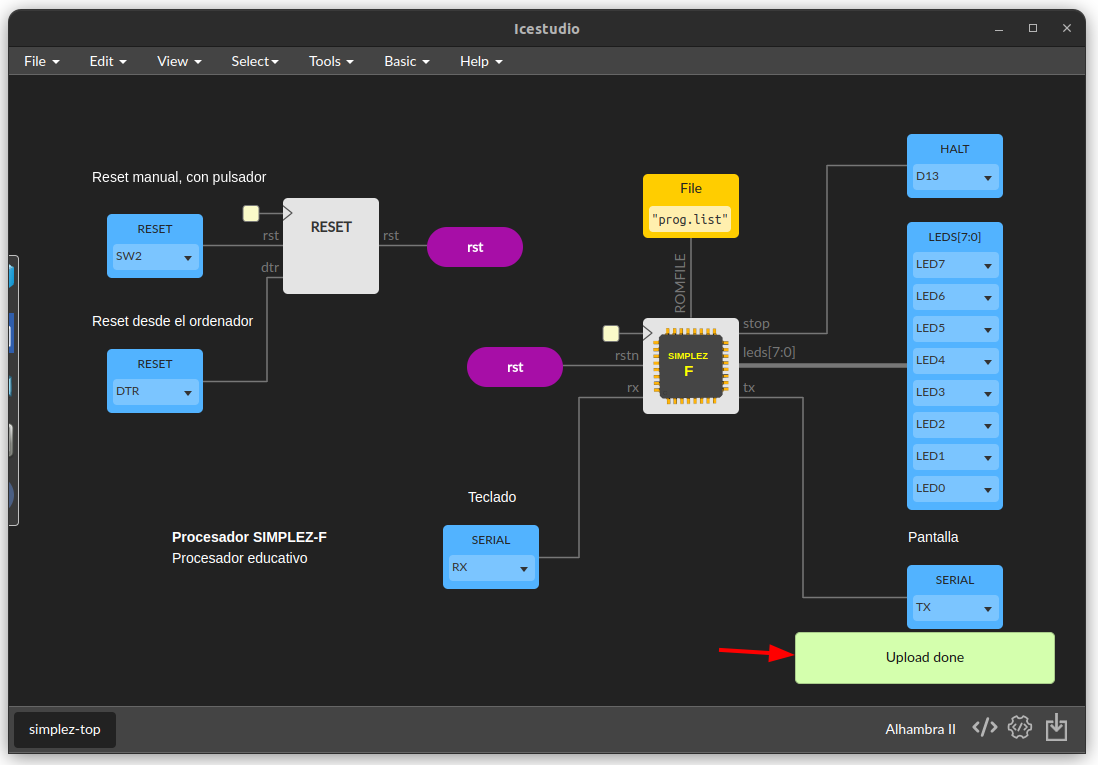 Icestudio
File
Edit
View
Select
Tools
Basic
Help
Reset manual, con pulsador
RESET
SW2
rst
dtr
RESET
rst
rst
Reset desde el ordenador
RESET
DTR
File
"prog.list"
ROMFILE
rst
rstn
rx
SIMPLEZ
F
stop
leds[7:0]
tx
HALT
D13
LEDS[7:0]
LED7
LED6
LED5
LED4
LED3
LED2
LED1
LED0
Teclado
SERIAL
RX
Procesador SIMPLEZ-F
Procesador educativo
Pantalla
SERIAL
TX
Upload done
simplez-top
Alhambra II